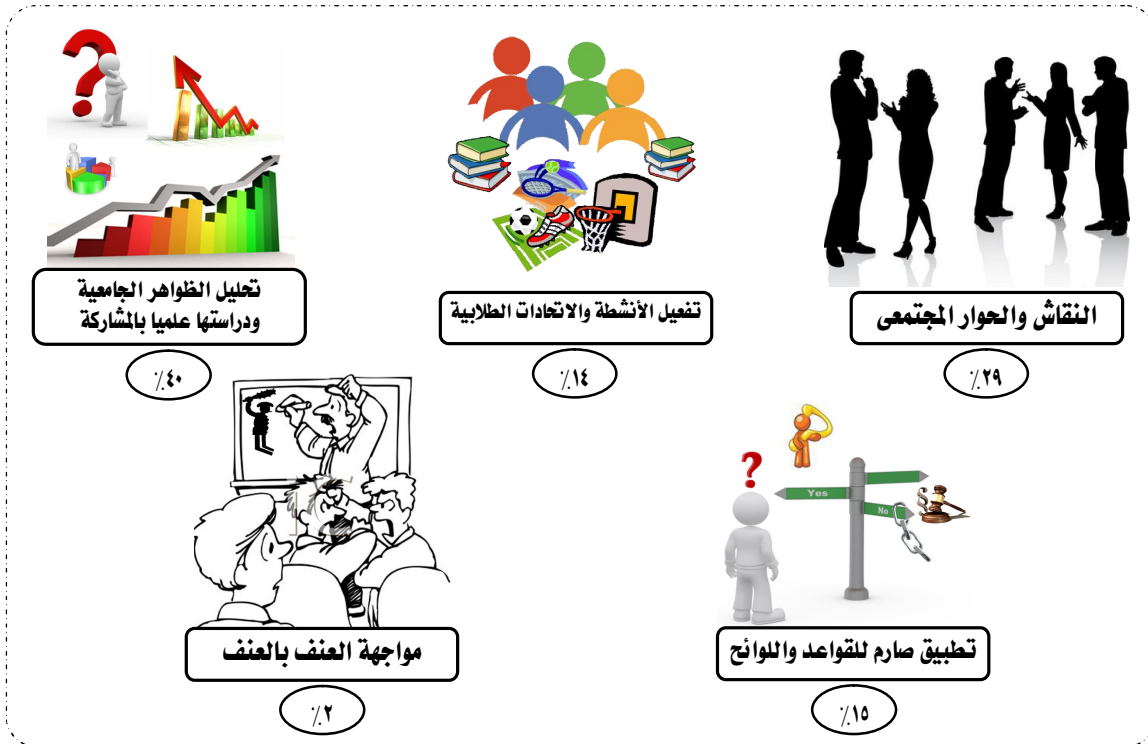 النقاش والحوار المجتمعى
٢٩٪
تفعيل الأنشطة والاتحادات الطلابية
١٤٪
تحليل الظواهر الجامعية
ودراستها علميا بالمشاركة
٤٠٪
?
?
Yes
No
§
تطبيق صارم للقواعد واللوائح
١٥٪
مواجهة العنف بالعنف
٢٪